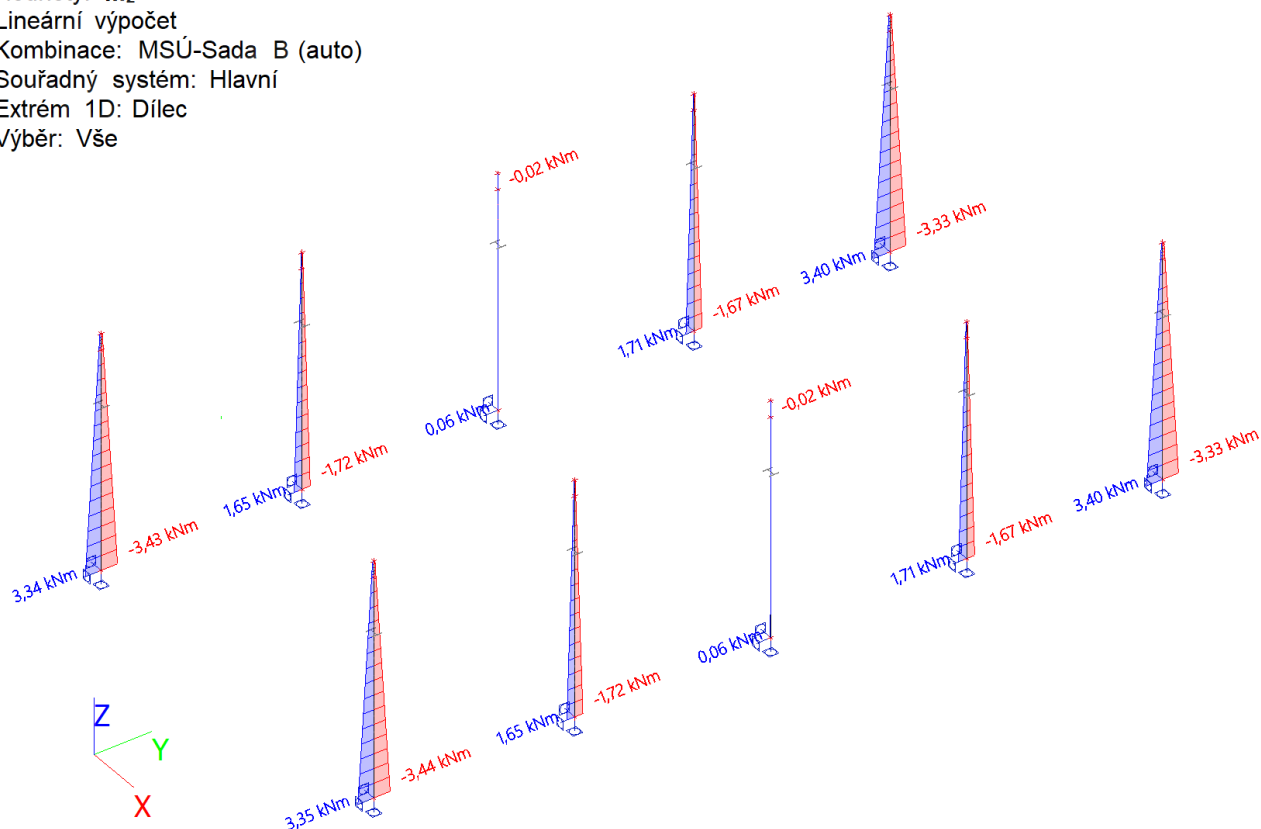 Lineární výpočet
Kombinace: MSÚ-Sada B (auto)
Souřadný systém: Hlavní
Extrém 1D: Dílec
Výběr: Vše
-0,02 kNm
-3,33 kNm
3,40 kNm
-1,67 kNm
1,71 kNm
0,06 kNm
-0,02 kNm
-1,72 kNm
1,65 kNm
-3,33 kNm
3,40 kNm
-3,43 kNm
3,34 kNm
-1,67 kNm
1,71 kNm
0,06 kNm
-1,72 kNm
1,65 kNm
-3,44 kNm
3,35 kNm
Z
Y
X